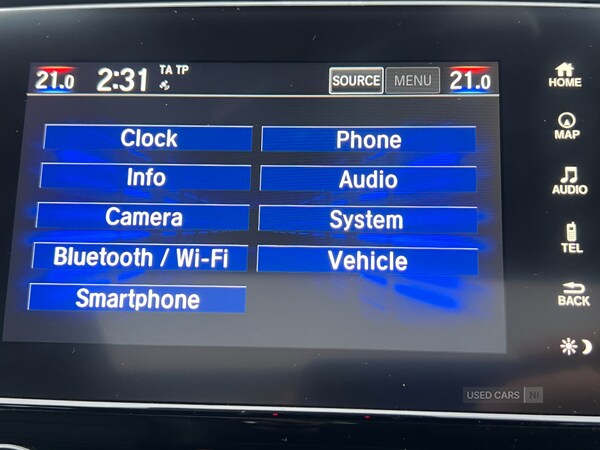 21.0 2:31 TA TP SOURCE MENU 21.0
Clock Phone
Info Audio
Camera System
Bluetooth / Wi-Fi Vehicle
Smartphone
HOME
MAP
AUDIO
TEL
BACK
USED CARS NI